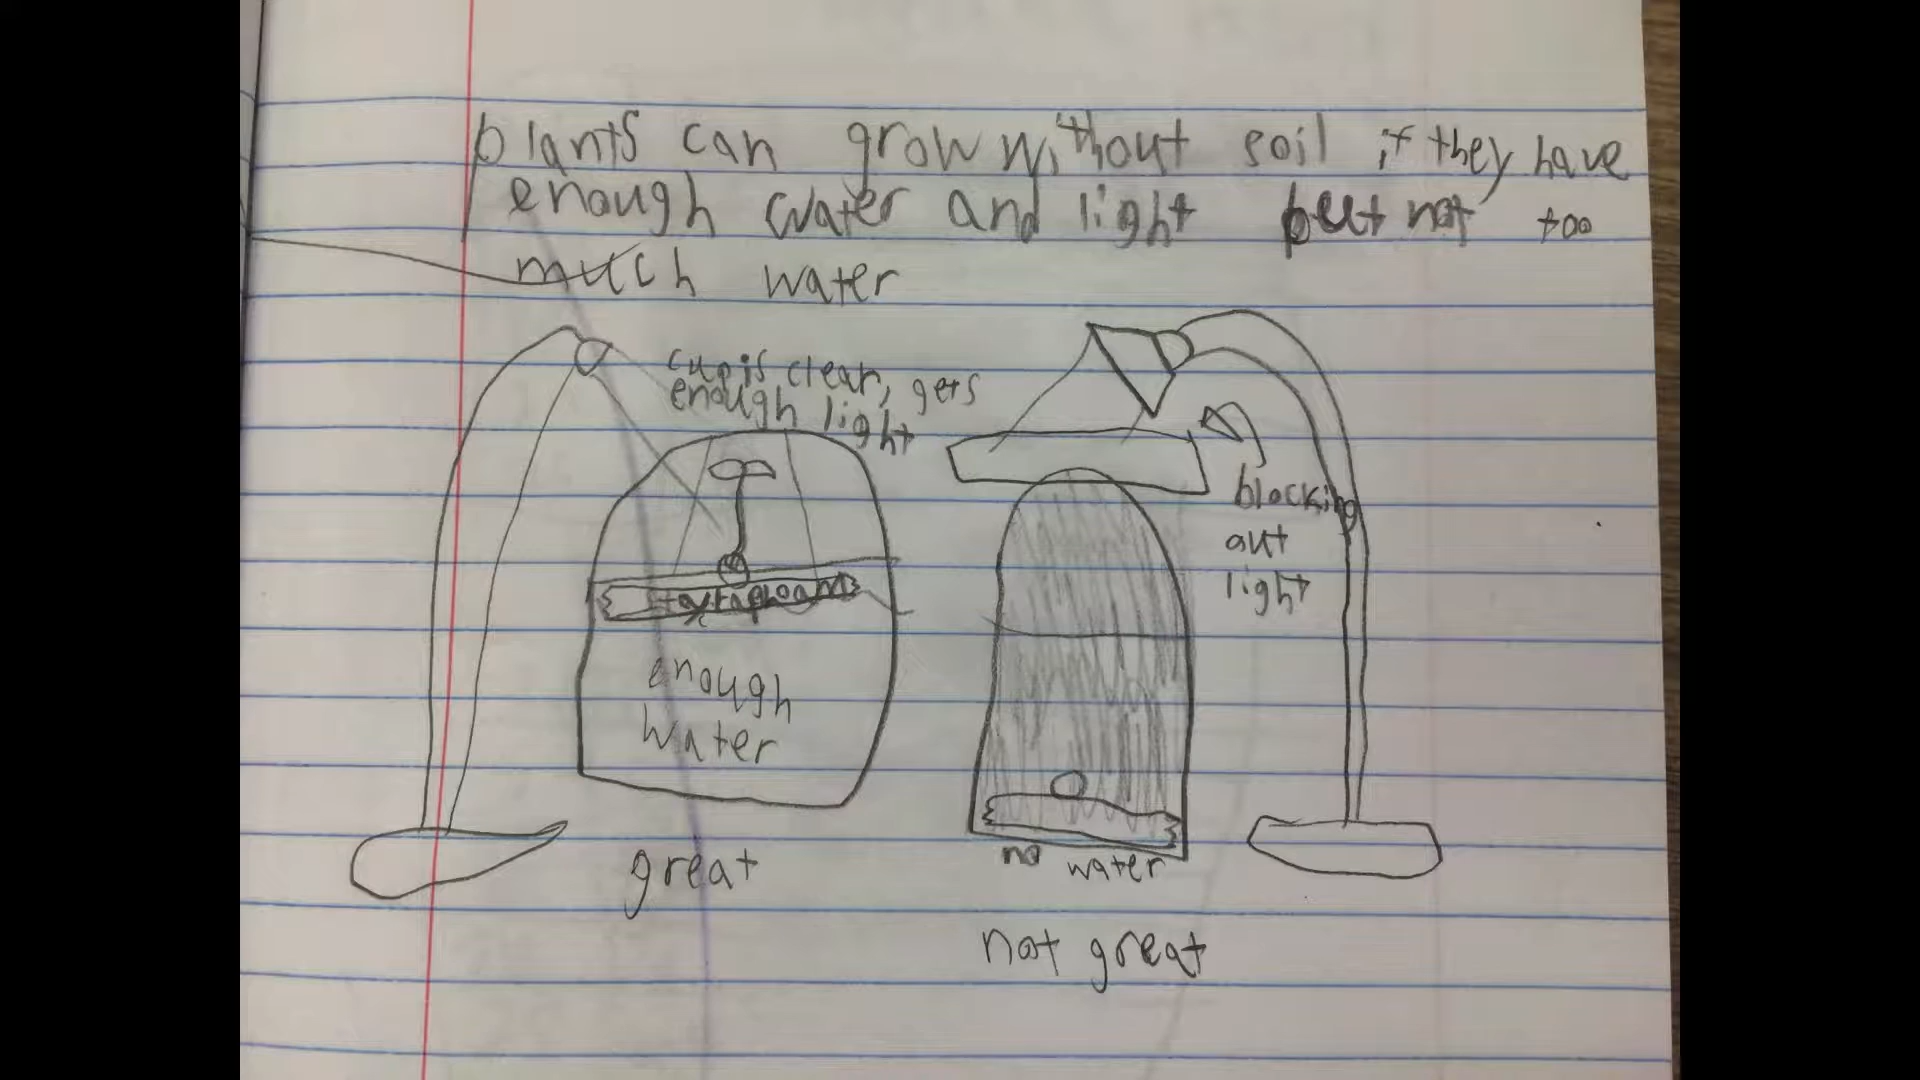 plants can grow without soil if they have
enough water and light but not too
much water
cup is clear, gets
enough light
blocking
out
light
enough
water
no water
great
not great